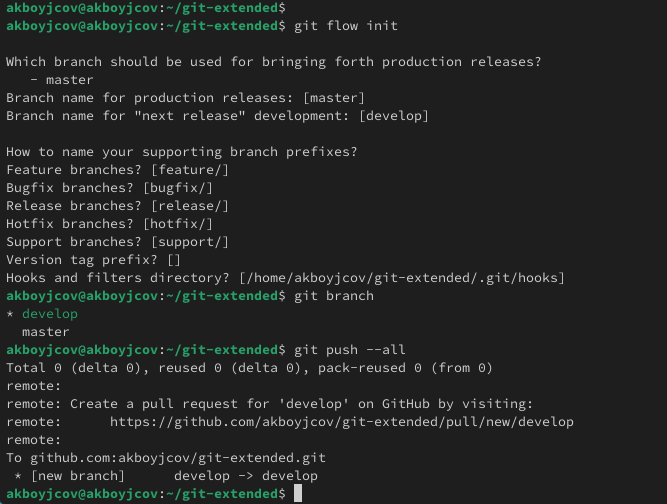 akboyjcov@akboyjcov:~/git-extended$
akboyjcov@akboyjcov:~/git-extended$ git flow init

Which branch should be used for bringing forth production releases?
   - master
Branch name for production releases: [master]
Branch name for "next release" development: [develop]

How to name your supporting branch prefixes?
Feature branches? [feature/]
Bugfix branches? [bugfix/]
Release branches? [release/]
Hotfix branches? [hotfix/]
Support branches? [support/]
Version tag prefix? []
Hooks and filters directory? [/home/akboyjcov/git-extended/.git/hooks]
akboyjcov@akboyjcov:~/git-extended$ git branch
* develop
  master
akboyjcov@akboyjcov:~/git-extended$ git push --all
Total 0 (delta 0), reused 0 (delta 0), pack-reused 0 (from 0)
remote:
remote: Create a pull request for 'develop' on GitHub by visiting:
remote:      https://github.com/akboyjcov/git-extended/pull/new/develop
remote:
To github.com:akboyjcov/git-extended.git
 * [new branch]      develop -> develop
akboyjcov@akboyjcov:~/git-extended$